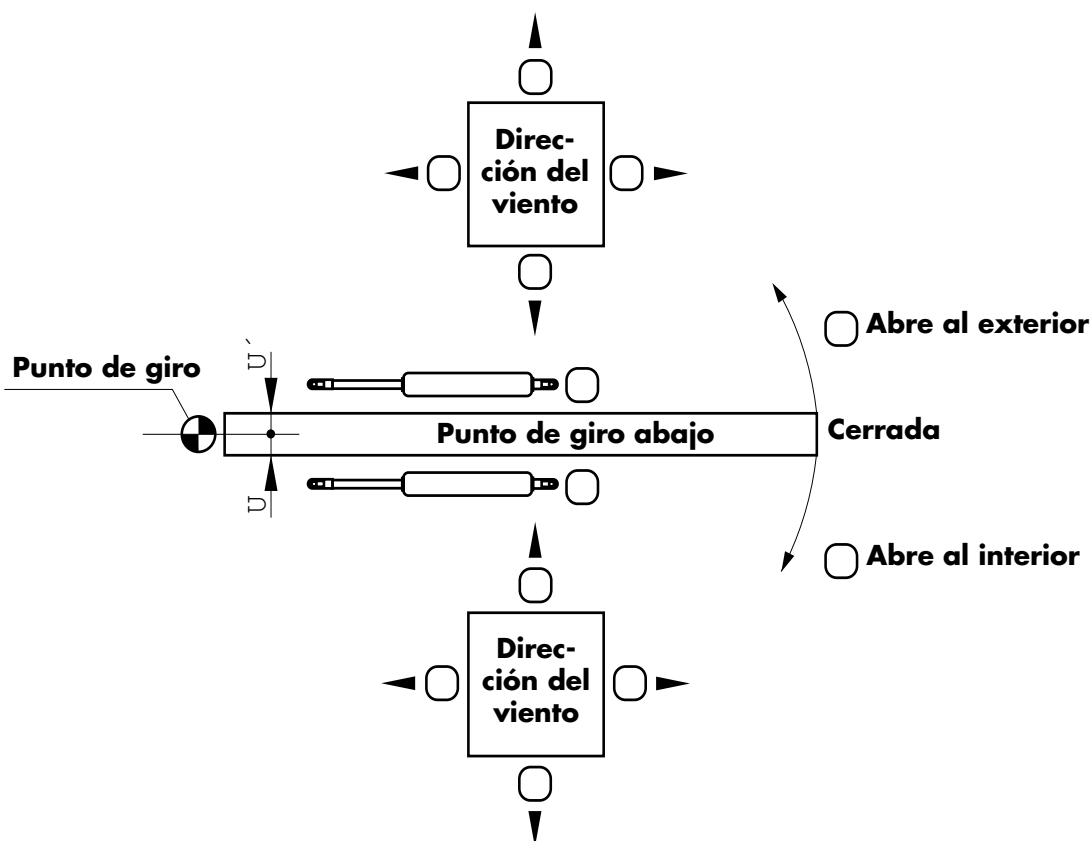 Direc-
ción del
viento
Abre al exterior
Punto de giro
U`
Punto de giro abajo
Cerrada
U
Abre al interior
Direc-
ción del
viento